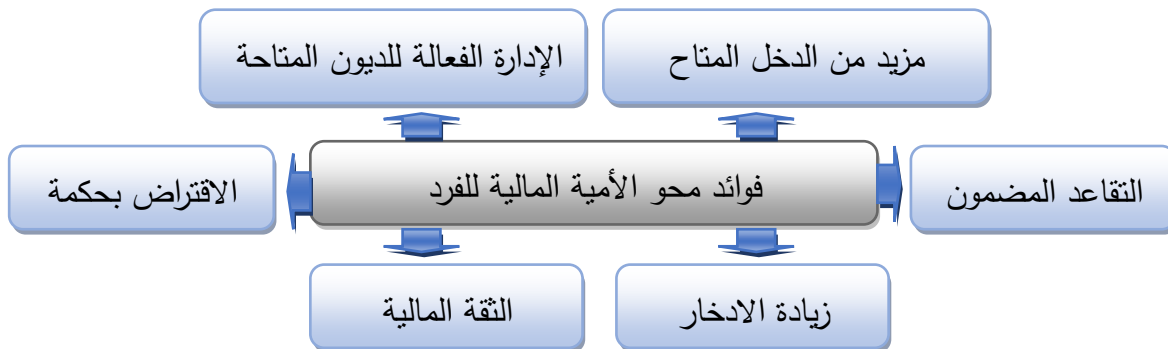 مزيد من الدخل المتاح
الإدارة الفعالة للديون المتاحة
التقاعد المضمون
فوائد محو الأمية المالية للفرد
الاقتراض بحكمة
زيادة الادخار
الثقة المالية